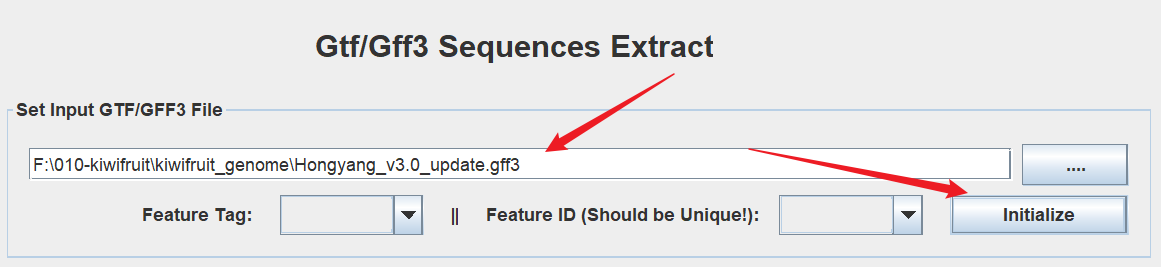 Gtf/Gff3 Sequences Extract
Set Input GTF/GFF3 File
F:\010-kiwifruit\kiwifruit_genome\Hongyang_v3.0_update.gff3 ....
Feature Tag: || Feature ID (Should be Unique!): Initialize